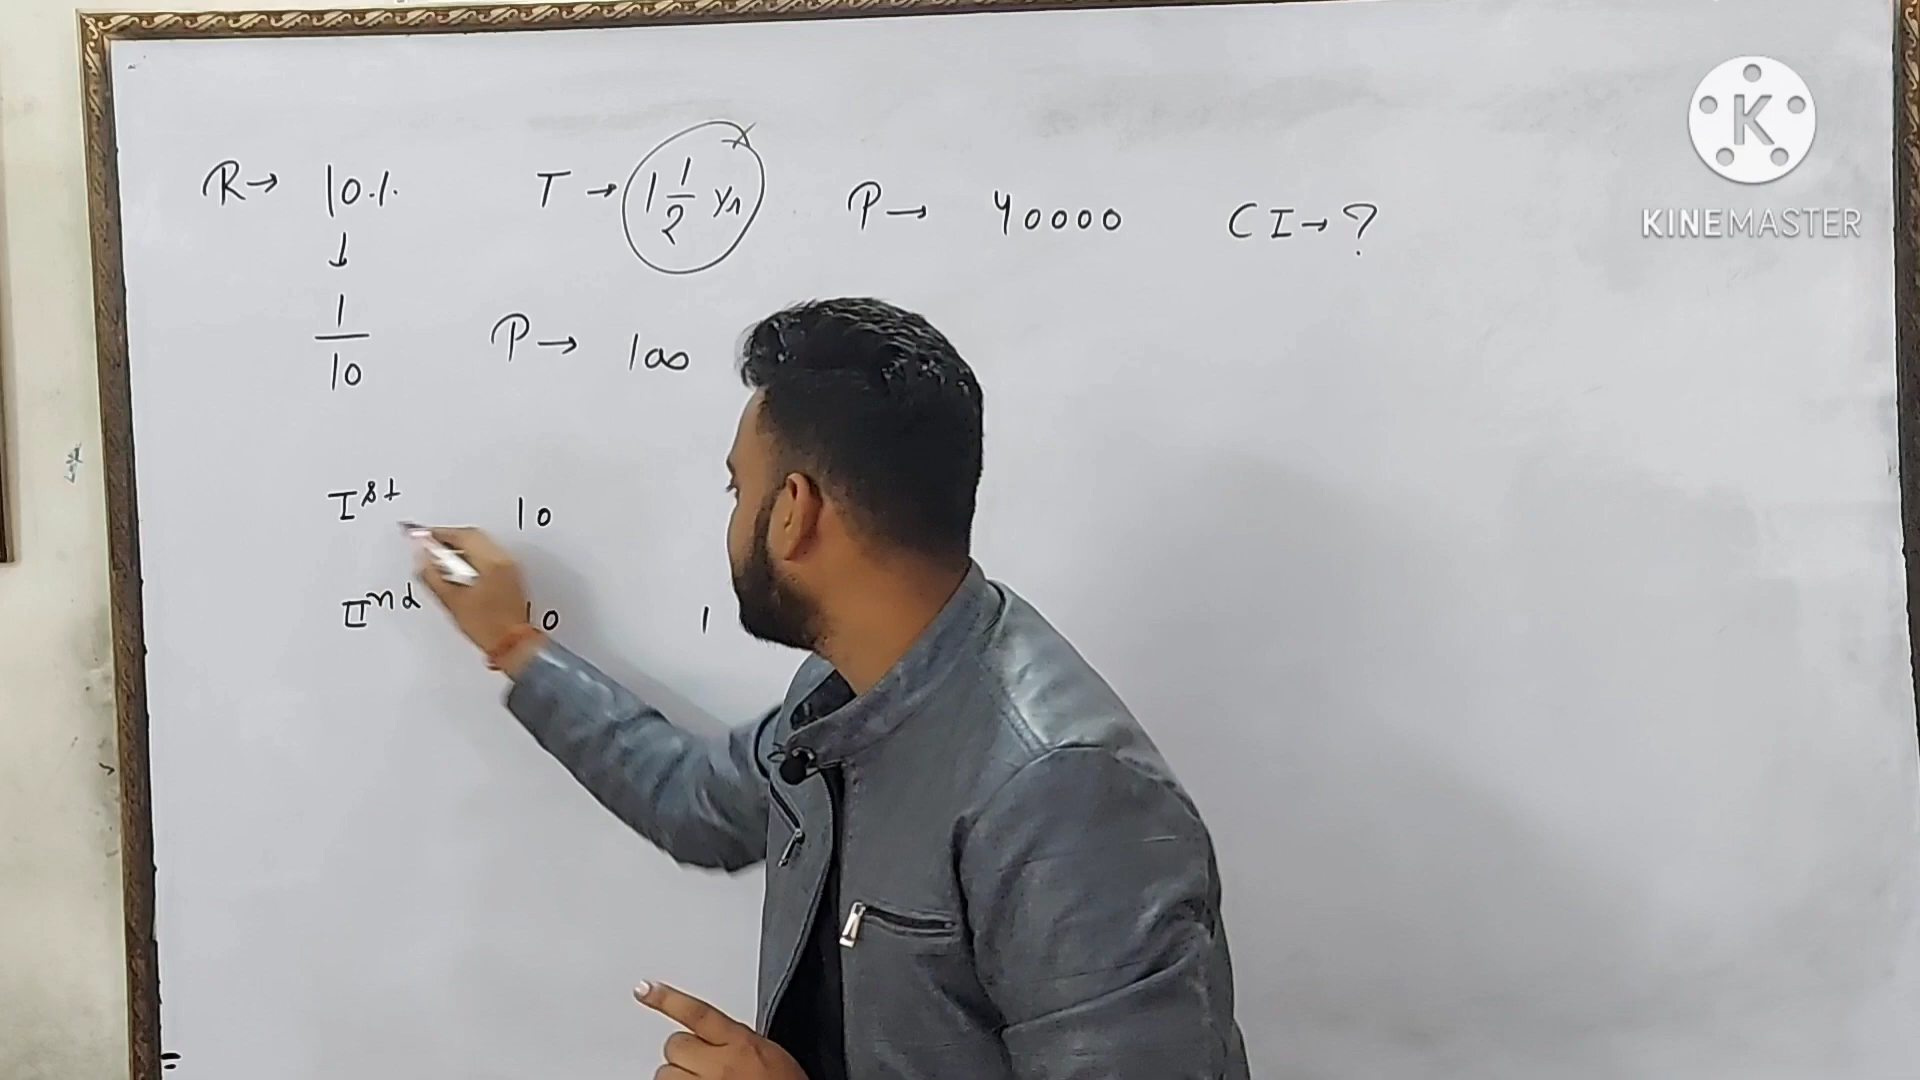 R→ 10% T→ 1 1/2 Yr P→ 40000 CI→?
↓
1/10 P→ 100
Ist 10
IInd 10 1
K
KINEMASTER